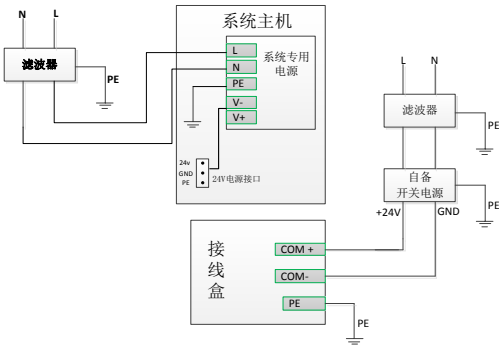 N
L
滤波器
PE
系统主机
系统专用
电源
L
N
PE
V-
V+
24v
GND
PE
24V电源接口
L
N
滤波器
PE
自备
开关电源
PE
+24V
GND
接
线
盒
COM +
COM-
PE
PE